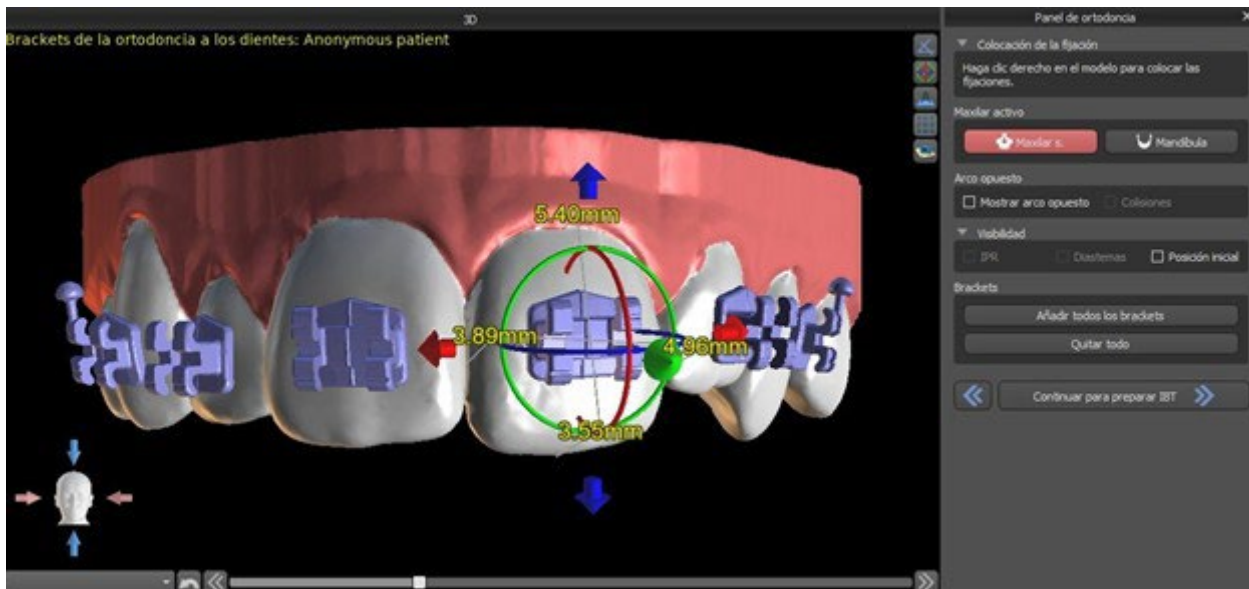 3D
Brackets de la ortodoncia a los dientes: Anonymous patient
5.40mm
3.89mm
4.96mm
3.55mm
Panel de ortodoncia
Colocación de la fijación
Haga clic derecho en el modelo para colocar las
fijaciones.
Maxilar activo
Maxilar s.
Mandíbula
Arco opuesto
Mostrar arco opuesto
Colisiones
Visibilidad
IPR
Diastemas
Posición inicial
Brackets
Añadir todos los brackets
Quitar todo
Continuar para preparar IBT